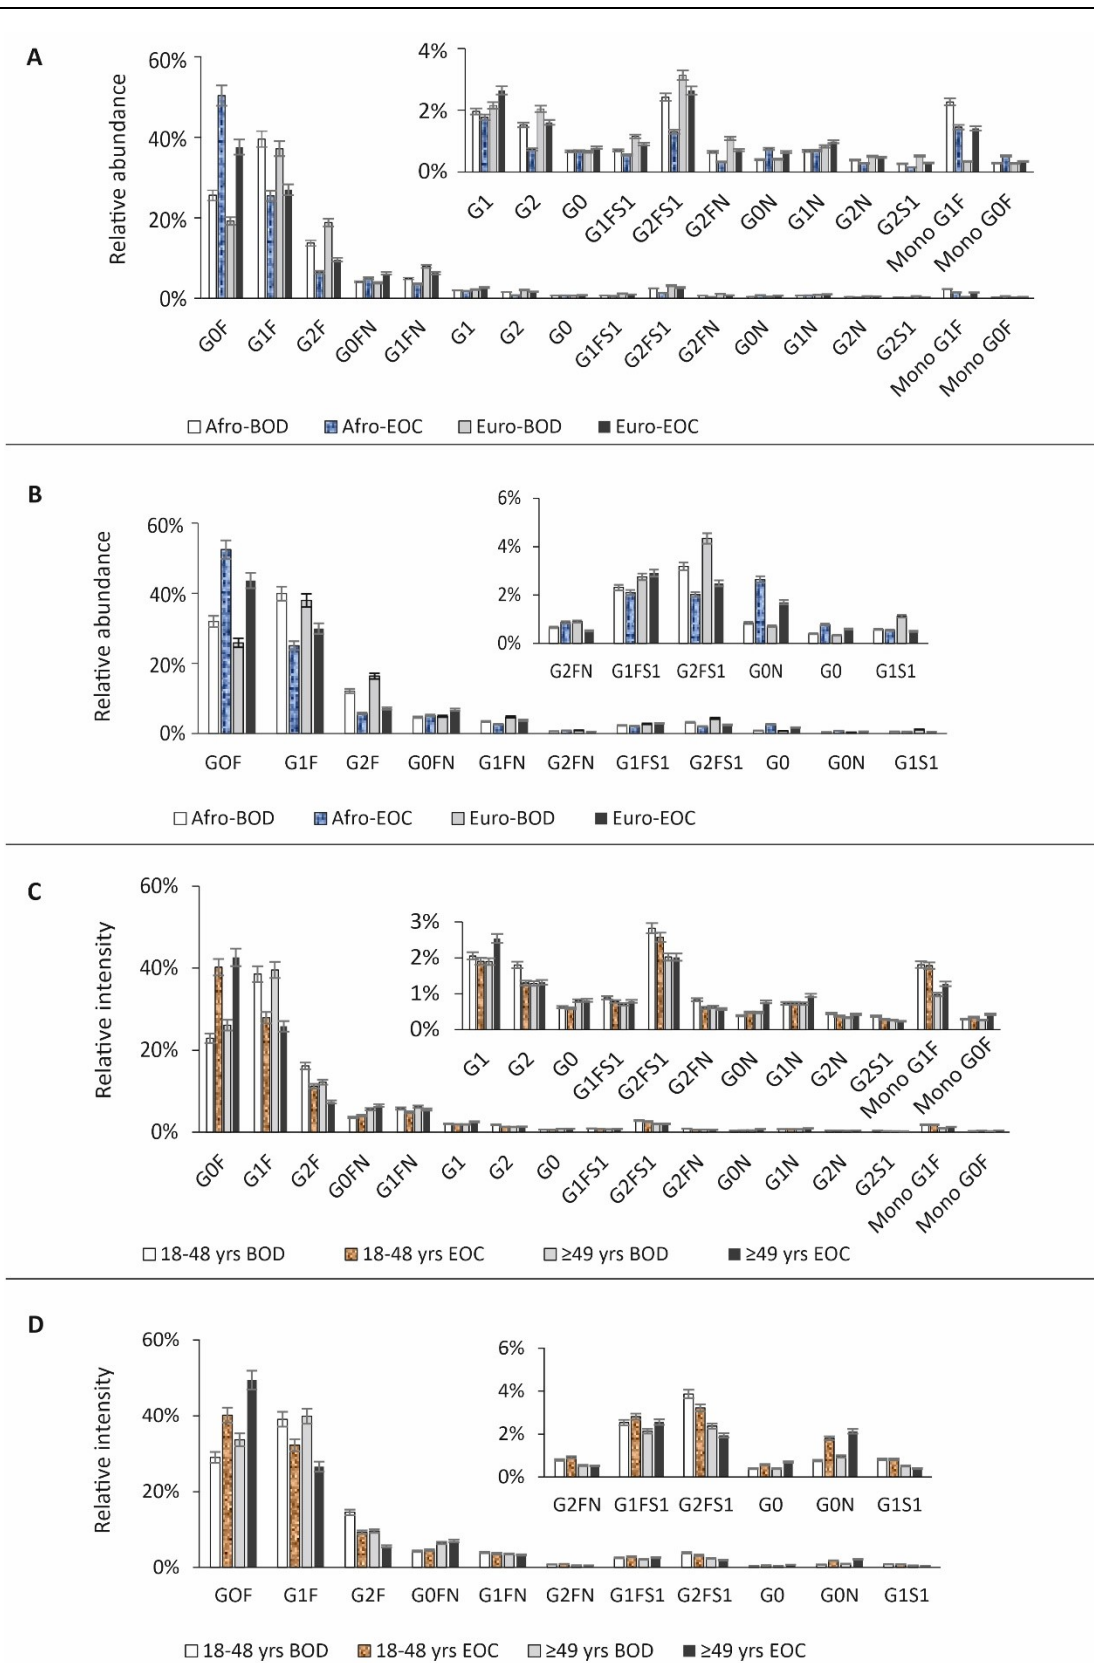 A
Relative abundance
60%
40%
20%
0%
4%
2%
0%
G1 G2 G0 G1FS1 G2FS1 G2FN G0N G1N G2N G2S1 Mono G1F Mono G0F
G0F G1F G2F G0FN G1FN G1 G2 G0 G1FS1 G2FS1 G2FN G0N G1N G2N G2S1 Mono G1F Mono G0F
Afro-BOD Afro-EOC Euro-BOD Euro-EOC
B
Relative abundance
60%
40%
20%
0%
6%
4%
2%
0%
G2FN G1FS1 G2FS1 G0N G0 G1S1
GOF G1F G2F G0FN G1FN G2FN G1FS1 G2FS1 G0 G0N G1S1
Afro-BOD Afro-EOC Euro-BOD Euro-EOC
C
Relative intensity
60%
40%
20%
0%
3%
2%
1%
0%
G1 G2 G0 G1FS1 G2FS1 G2FN G0N G1N G2N G2S1 Mono G1F Mono G0F
G0F G1F G2F G0FN G1FN G1 G2 G0 G1FS1 G2FS1 G2FN G0N G1N G2N G2S1 Mono G1F Mono G0F
18-48 yrs BOD 18-48 yrs EOC ≥49 yrs BOD ≥49 yrs EOC
D
Relative intensity
60%
40%
20%
0%
6%
4%
2%
0%
G2FN G1FS1 G2FS1 G0 G0N G1S1
GOF G1F G2F G0FN G1FN G2FN G1FS1 G2FS1 G0 G0N G1S1
18-48 yrs BOD 18-48 yrs EOC ≥49 yrs BOD ≥49 yrs EOC